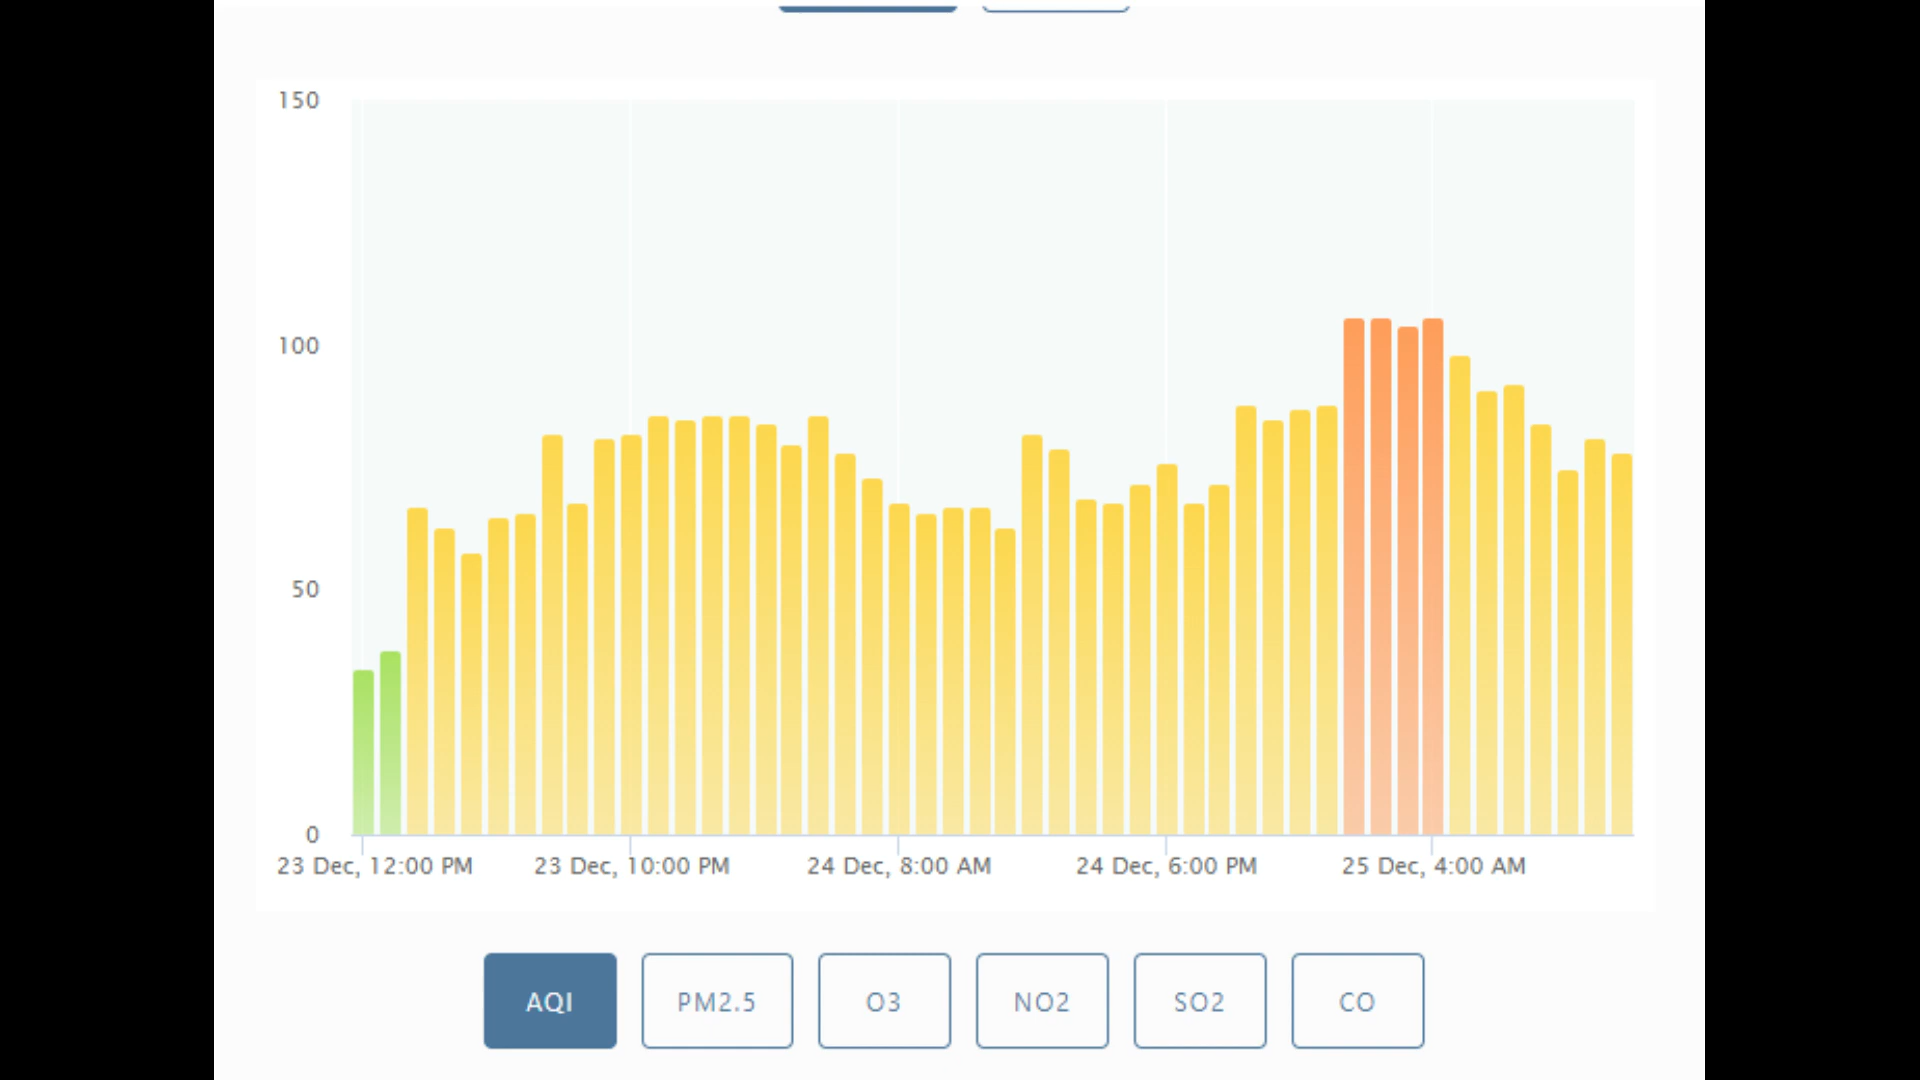 150
100
50
0
23 Dec, 12:00 PM 23 Dec, 10:00 PM 24 Dec, 8:00 AM 24 Dec, 6:00 PM 25 Dec, 4:00 AM
AQI PM2.5 O3 NO2 SO2 CO